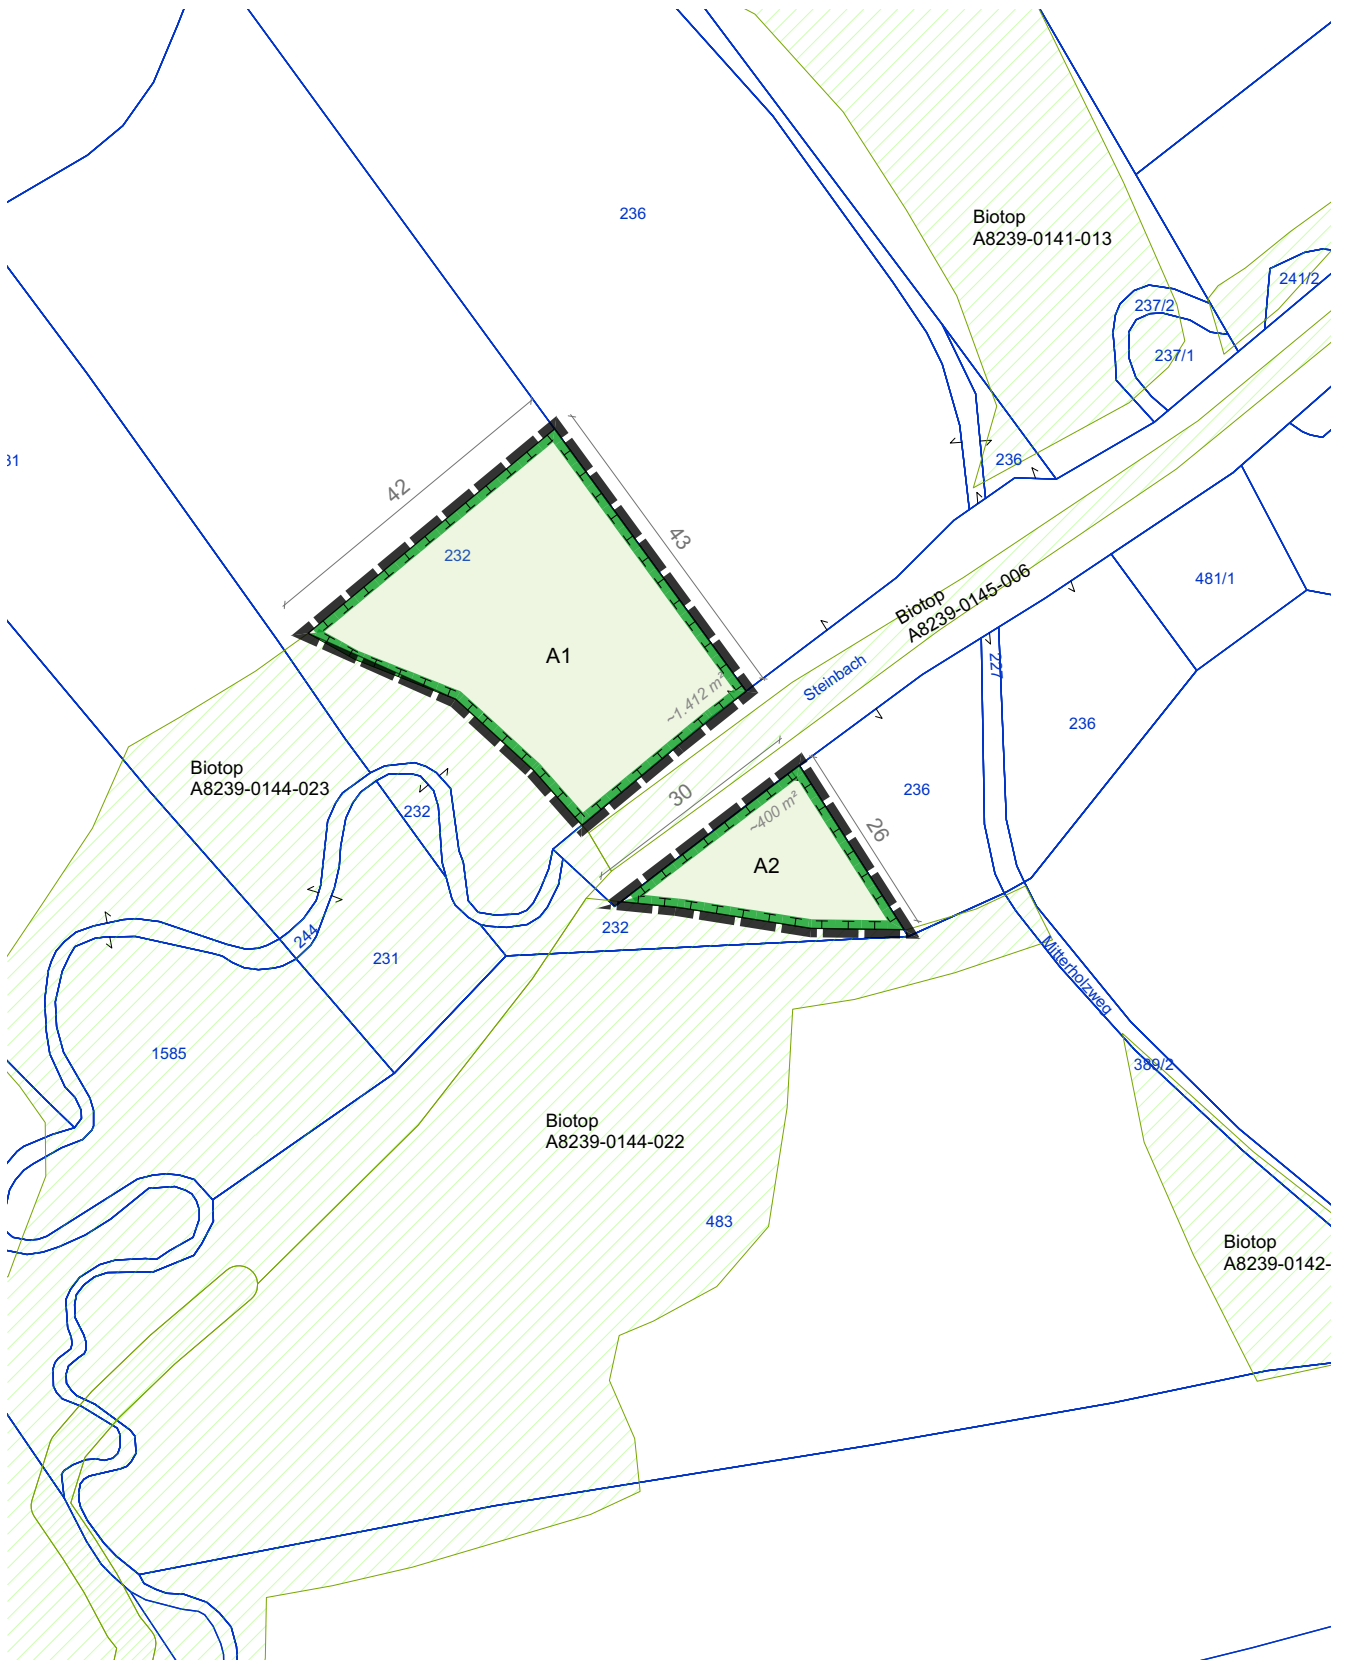 236
Biotop
A8239-0141-013
241/2
237/2
237/1
236
42
43
232
A1
~1.412 m²
Biotop
A8239-0145-006
Steinbach
481/1
227
236
236
Biotop
A8239-0144-023
232
30
~400 m²
A2
26
232
244
231
Mitterholzweg
1585
389/2
Biotop
A8239-0144-022
483
Biotop
A8239-0142-